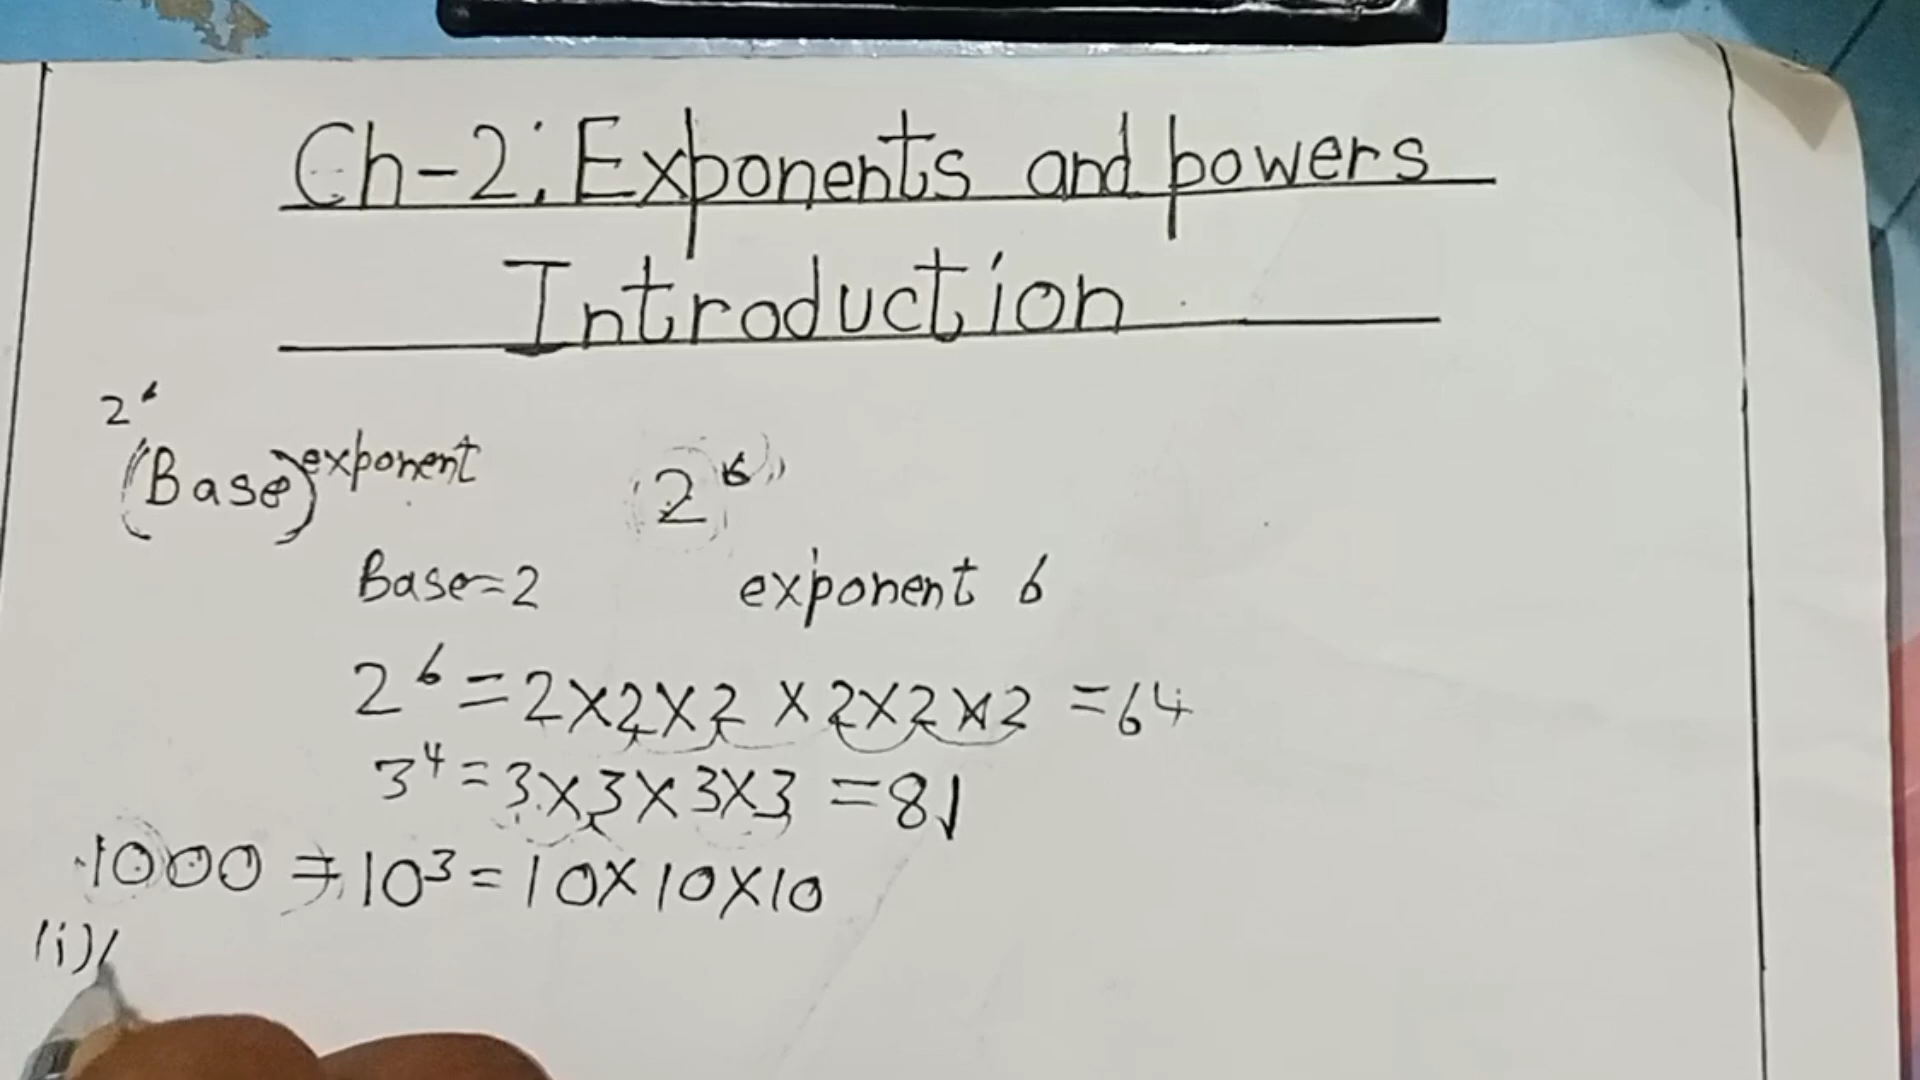 Ch-2: Exponents and powers
Introduction
2⁶
(Base)exponent 2⁶
Base=2 exponent 6
2⁶ = 2×2×2×2×2×2 = 64
3⁴ = 3×3×3×3 = 81
1000 = 10³ = 10×10×10
(i)